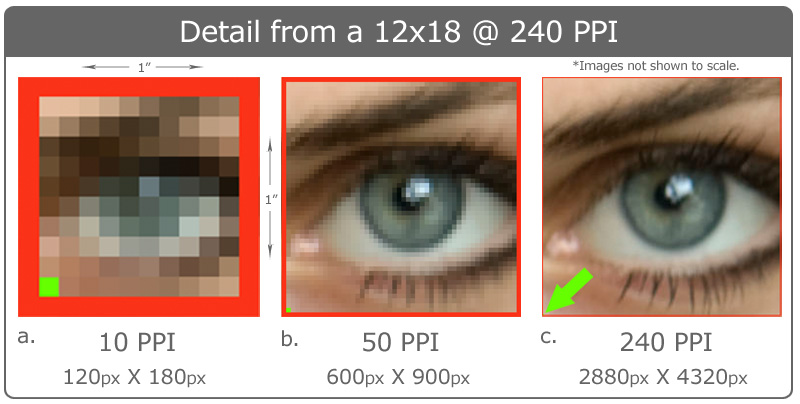 Detail from a 12x18 @ 240 PPI
1"
*Images not shown to scale.
1"
a.
10 PPI
120px X 180px
b.
50 PPI
600px X 900px
c.
240 PPI
2880px X 4320px